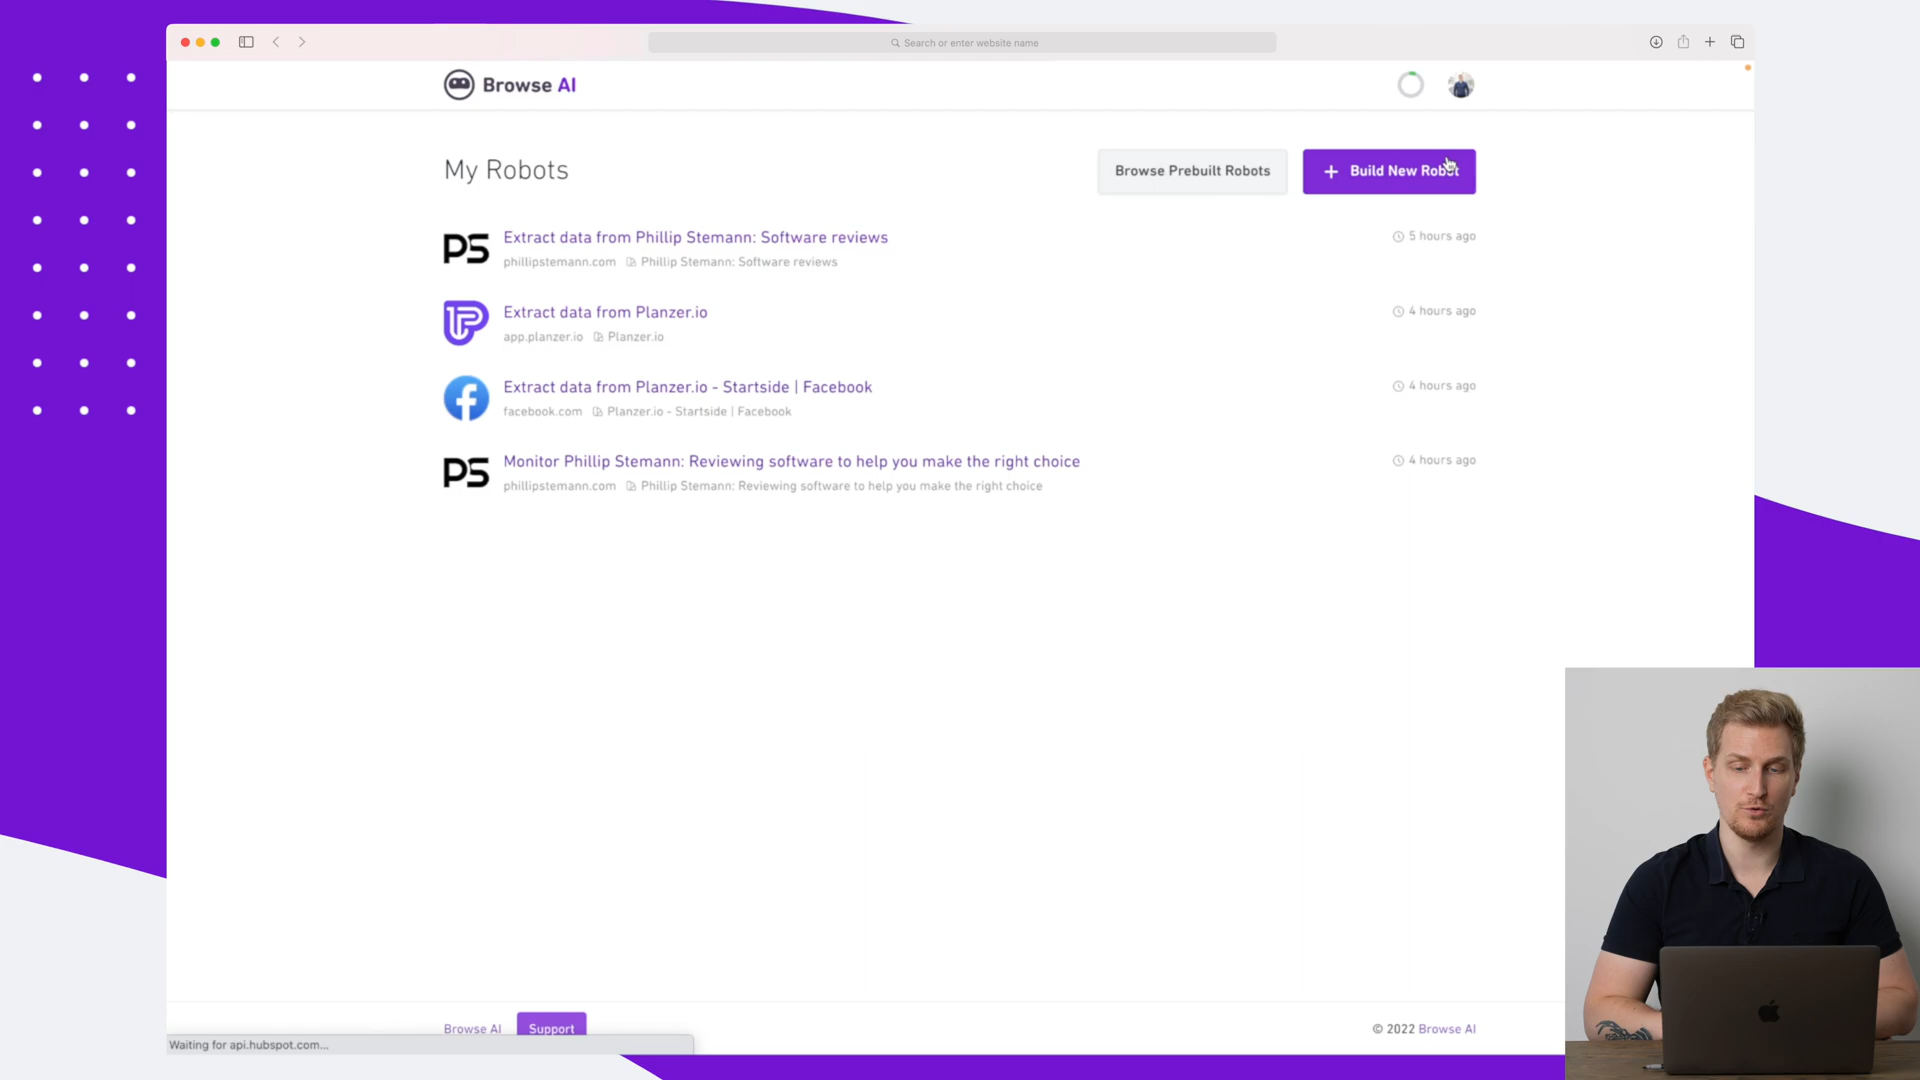 Search or enter website name
Browse AI
My Robots
Browse Prebuilt Robots
+ Build New Robot
PS
Extract data from Phillip Stemann: Software reviews
5 hours ago
phillipstemann.com Phillip Stemann: Software reviews
Extract data from Planzer.io
4 hours ago
app.planzer.io Planzer.io
Extract data from Planzer.io - Startside | Facebook
4 hours ago
facebook.com Planzer.io - Startside | Facebook
PS
Monitor Phillip Stemann: Reviewing software to help you make the right choice
4 hours ago
phillipstemann.com Phillip Stemann: Reviewing software to help you make the right choice
Browse AI
Support
© 2022 Browse AI
Waiting for api.hubspot.com...